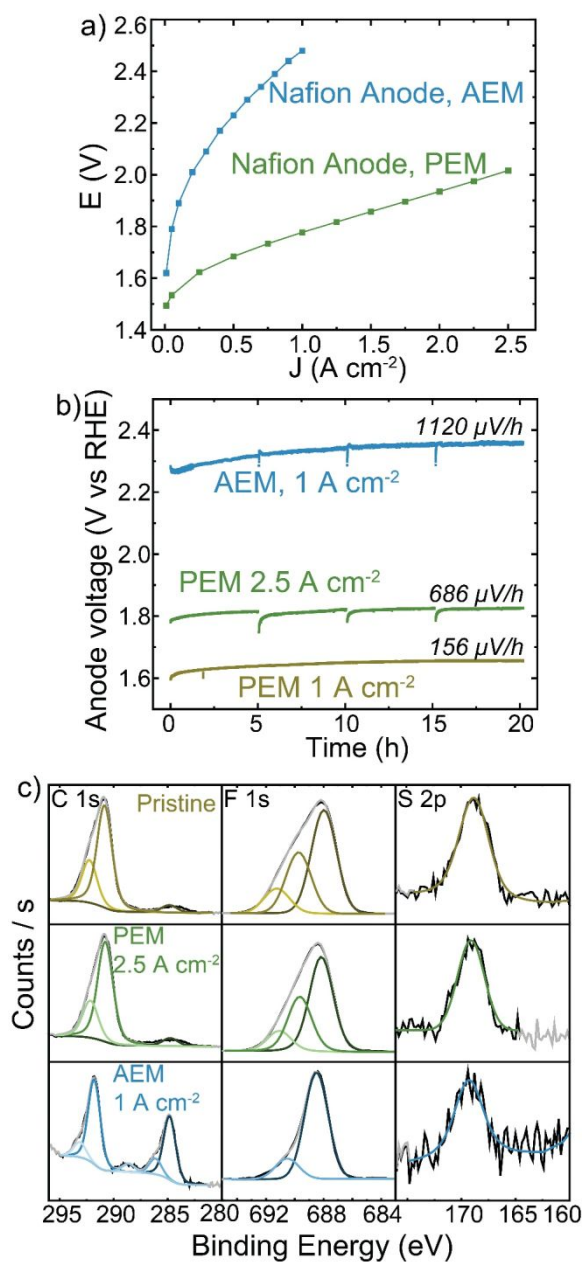 a)
2.6
2.4
2.2
2.0
1.8
1.6
1.4
E (V)
Nafion Anode, AEM
Nafion Anode, PEM
0.0 0.5 1.0 1.5 2.0 2.5
J (A cm-2)
b)
Anode voltage (V vs RHE)
2.4
2.2
2.0
1.8
1.6
1120 μV/h
AEM, 1 A cm-2
PEM 2.5 A cm-2
686 μV/h
156 μV/h
PEM 1 A cm-2
0 5 10 15 20
Time (h)
c)
C 1s F 1s S 2p
Pristine
PEM
2.5 A cm-2
AEM
1 A cm-2
Counts / s
295 290 285 280 692 688 684 170 165 160
Binding Energy (eV)